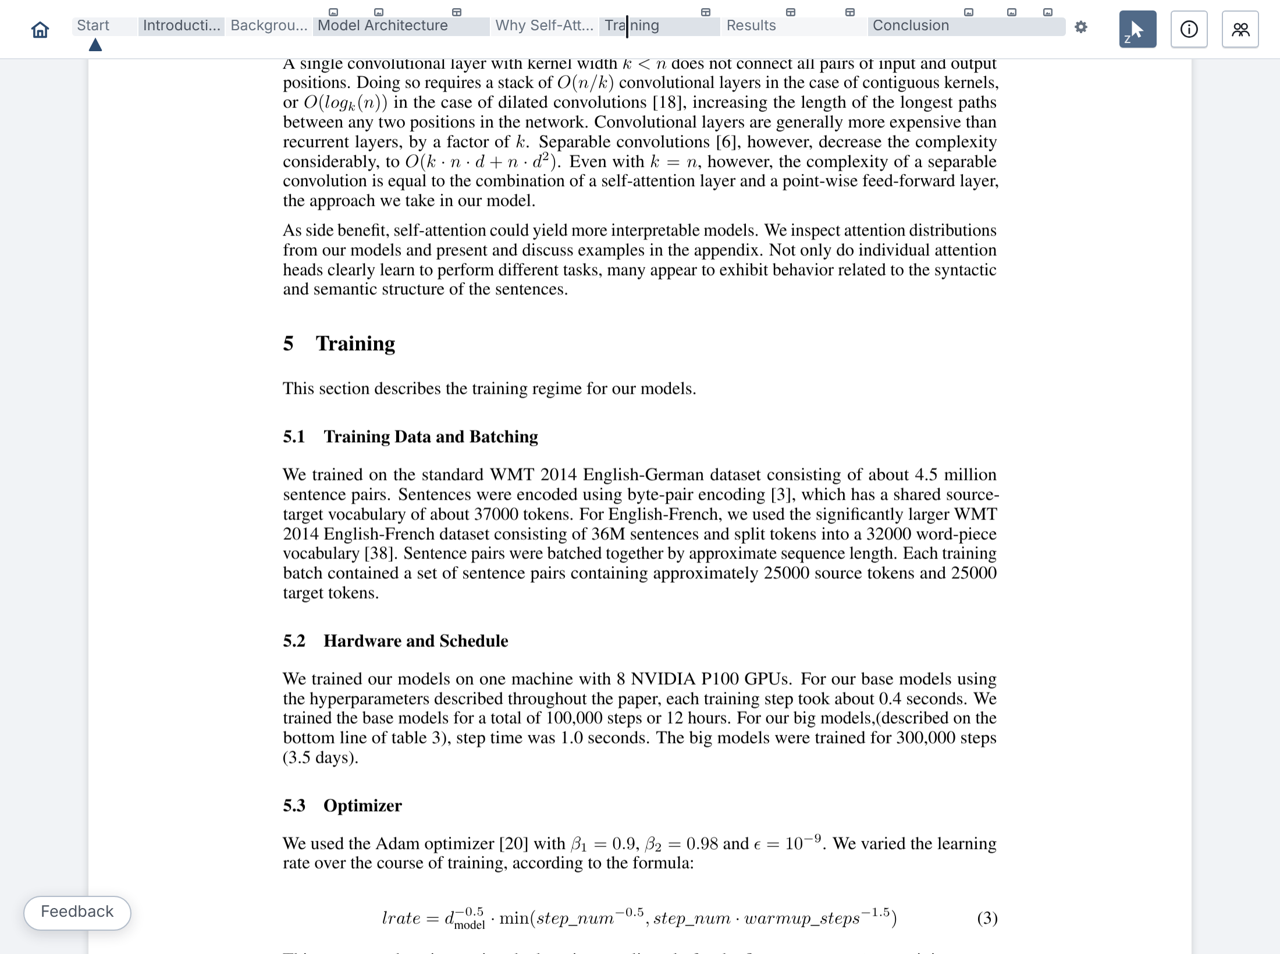 Start Introducti... Backgrou... Model Architecture Why Self-Att... Training Results Conclusion
z
A single convolutional layer with kernel width k < n does not connect all pairs of input and output
positions. Doing so requires a stack of O(n/k) convolutional layers in the case of contiguous kernels,
or O(logₖ(n)) in the case of dilated convolutions [18], increasing the length of the longest paths
between any two positions in the network. Convolutional layers are generally more expensive than
recurrent layers, by a factor of k. Separable convolutions [6], however, decrease the complexity
considerably, to O(k · n · d + n · d²). Even with k = n, however, the complexity of a separable
convolution is equal to the combination of a self-attention layer and a point-wise feed-forward layer,
the approach we take in our model.
As side benefit, self-attention could yield more interpretable models. We inspect attention distributions
from our models and present and discuss examples in the appendix. Not only do individual attention
heads clearly learn to perform different tasks, many appear to exhibit behavior related to the syntactic
and semantic structure of the sentences.
5 Training
This section describes the training regime for our models.
5.1 Training Data and Batching
We trained on the standard WMT 2014 English-German dataset consisting of about 4.5 million
sentence pairs. Sentences were encoded using byte-pair encoding [3], which has a shared source-
target vocabulary of about 37000 tokens. For English-French, we used the significantly larger WMT
2014 English-French dataset consisting of 36M sentences and split tokens into a 32000 word-piece
vocabulary [38]. Sentence pairs were batched together by approximate sequence length. Each training
batch contained a set of sentence pairs containing approximately 25000 source tokens and 25000
target tokens.
5.2 Hardware and Schedule
We trained our models on one machine with 8 NVIDIA P100 GPUs. For our base models using
the hyperparameters described throughout the paper, each training step took about 0.4 seconds. We
trained the base models for a total of 100,000 steps or 12 hours. For our big models,(described on the
bottom line of table 3), step time was 1.0 seconds. The big models were trained for 300,000 steps
(3.5 days).
5.3 Optimizer
We used the Adam optimizer [20] with β₁ = 0.9, β₂ = 0.98 and ϵ = 10⁻⁹. We varied the learning
rate over the course of training, according to the formula:
lrate = d_model^−0.5 · min(step_num^−0.5, step_num · warmup_steps^−1.5) (3)
Feedback